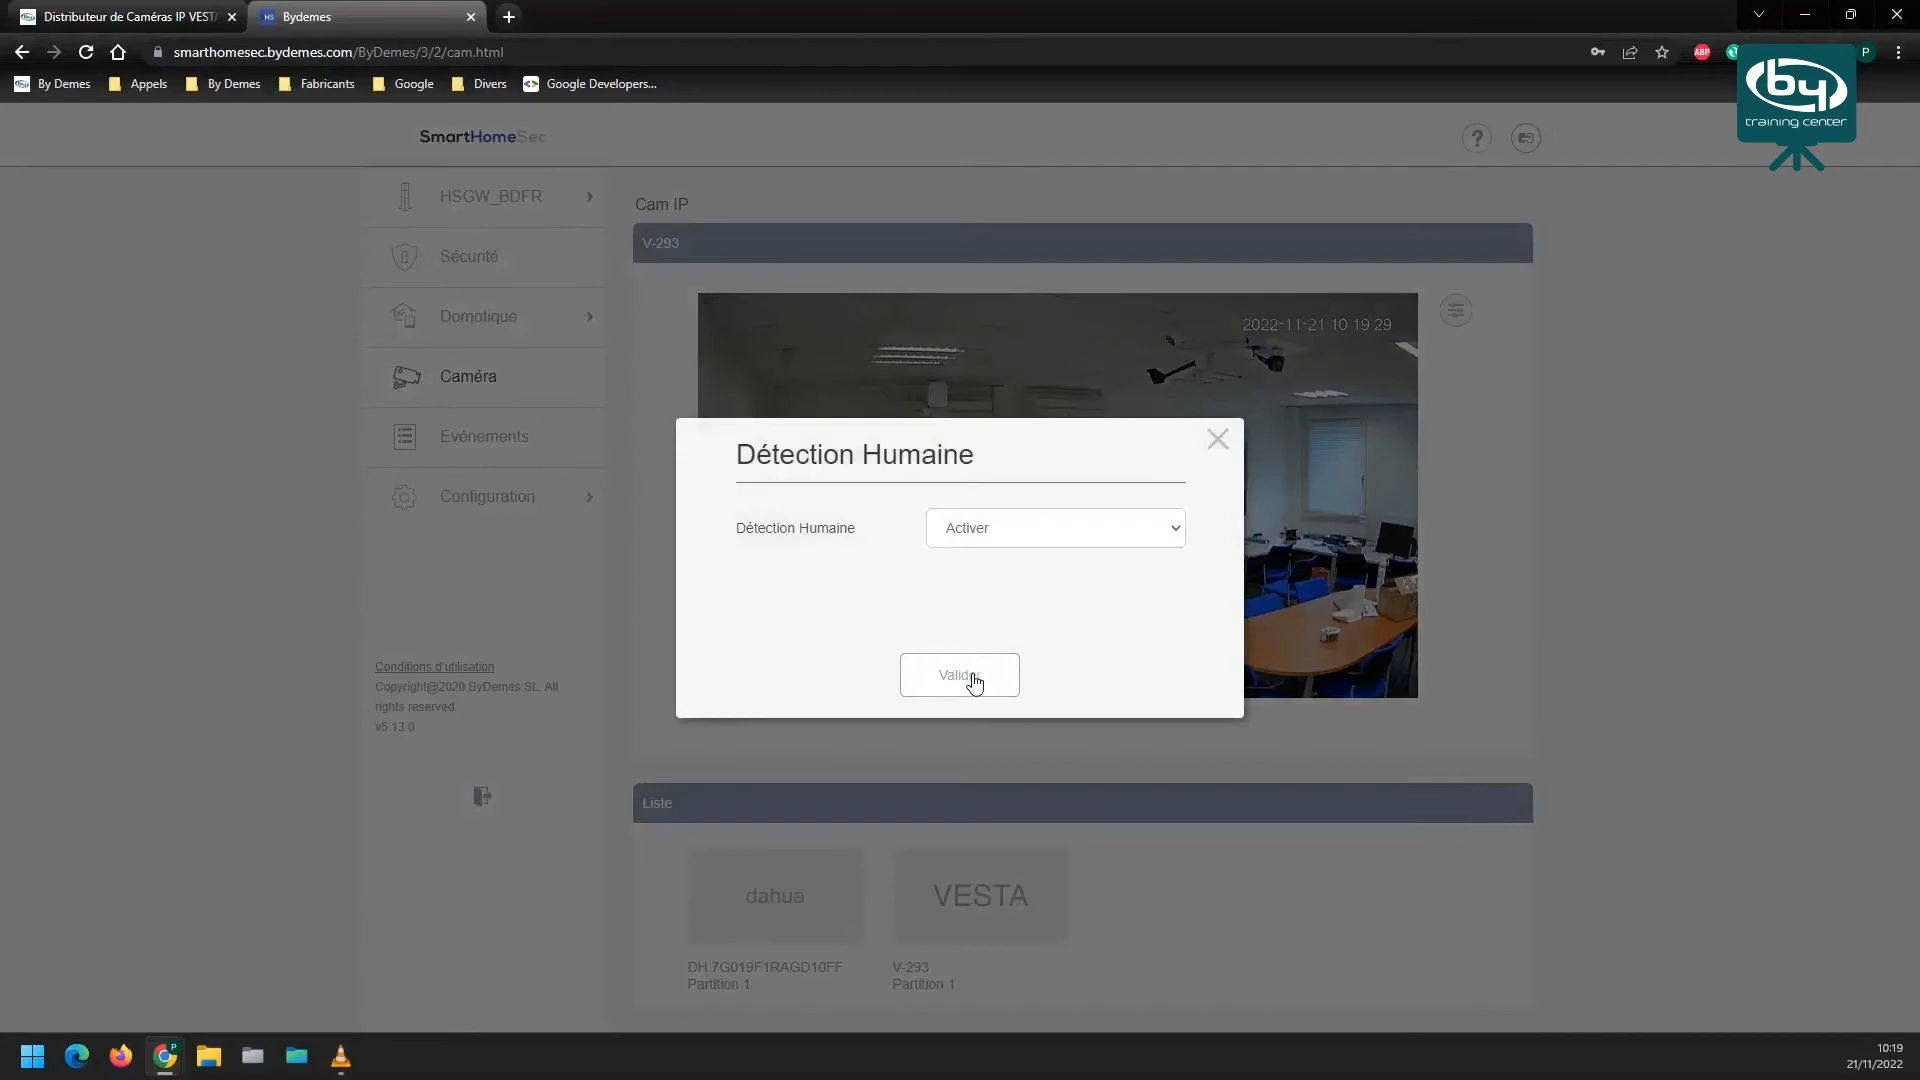 Distributeur de Caméras IP VEST
Bydemes
smarthomesec.bydemes.com/ByDemes/3/2/cam.html
ABP
P
By Demes
Appels
By Demes
Fabricants
Google
Divers
Google Developers...
by
training center
SmartHomeSec
?
HSGW_BDFR
Sécurité
Domotique
Caméra
Evénements
Configuration
Conditions d'utilisation
Copyright@2020 ByDemes SL. All
rights reserved
v5.13.0
Cam IP
V-293
2022-11-21 10 19 29
Détection Humaine
Détection Humaine
Activer
Valider
Liste
dahua
VESTA
DH:7G019F1RAGD10FF
Partition 1
V-293
Partition 1
10:19
21/11/2022